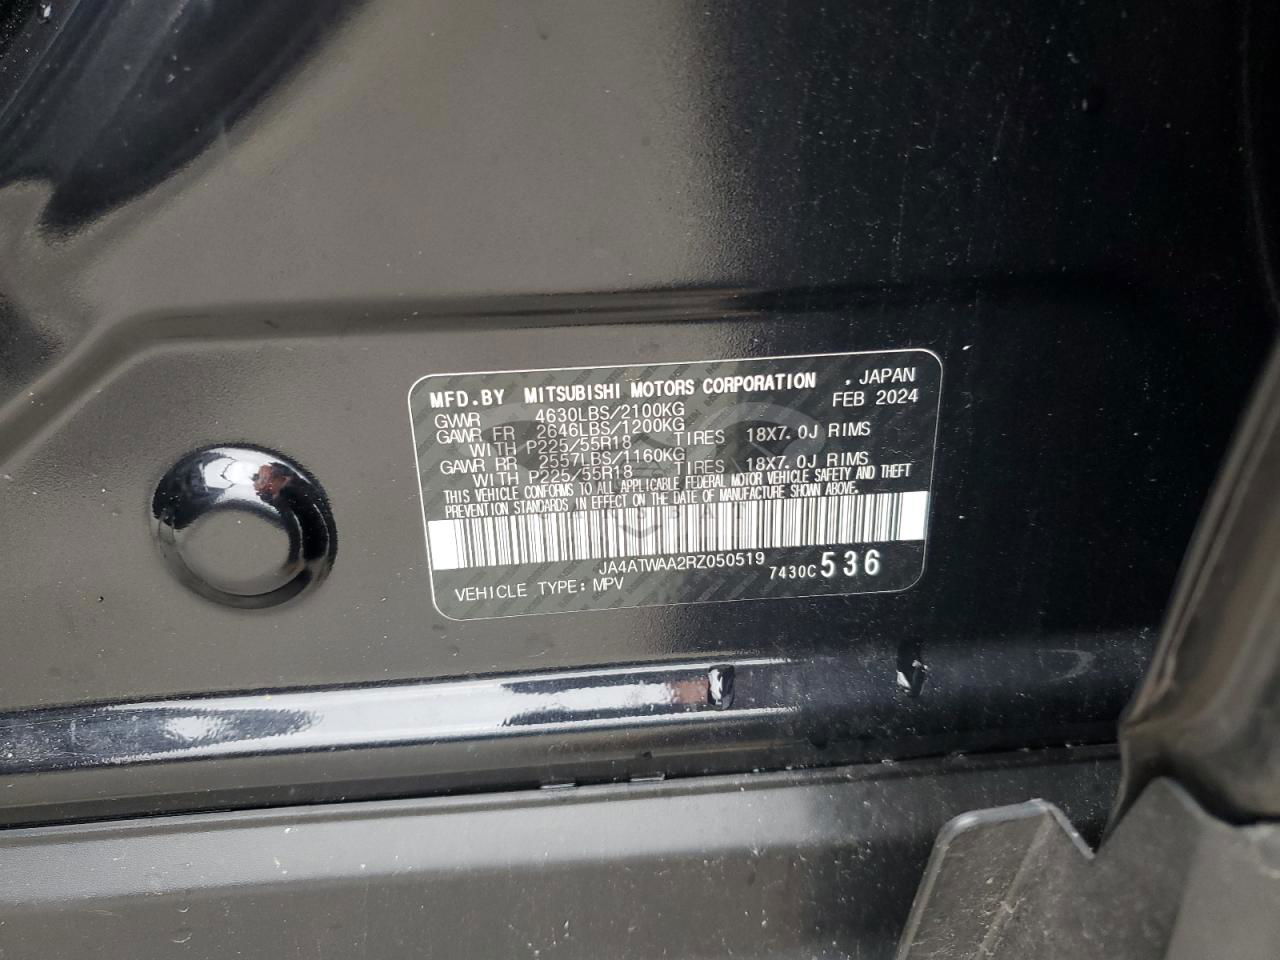 MFD.BY MITSUBISHI MOTORS CORPORATION . JAPAN
FEB 2024
GWR 4630LBS/2100KG
GAWR FR 2646LBS/1200KG
WITH P225/55R18 TIRES 18X7.0J RIMS
GAWR RR 2557LBS/1160KG
WITH P225/55R18 TIRES 18X7.0J RIMS
THIS VEHICLE CONFORMS TO ALL APPLICABLE FEDERAL MOTOR VEHICLE SAFETY AND THEFT
PREVENTION STANDARDS IN EFFECT ON THE DATE OF MANUFACTURE SHOWN ABOVE.
JA4ATWAA2RZ050519
7430C 536
VEHICLE TYPE: MPV